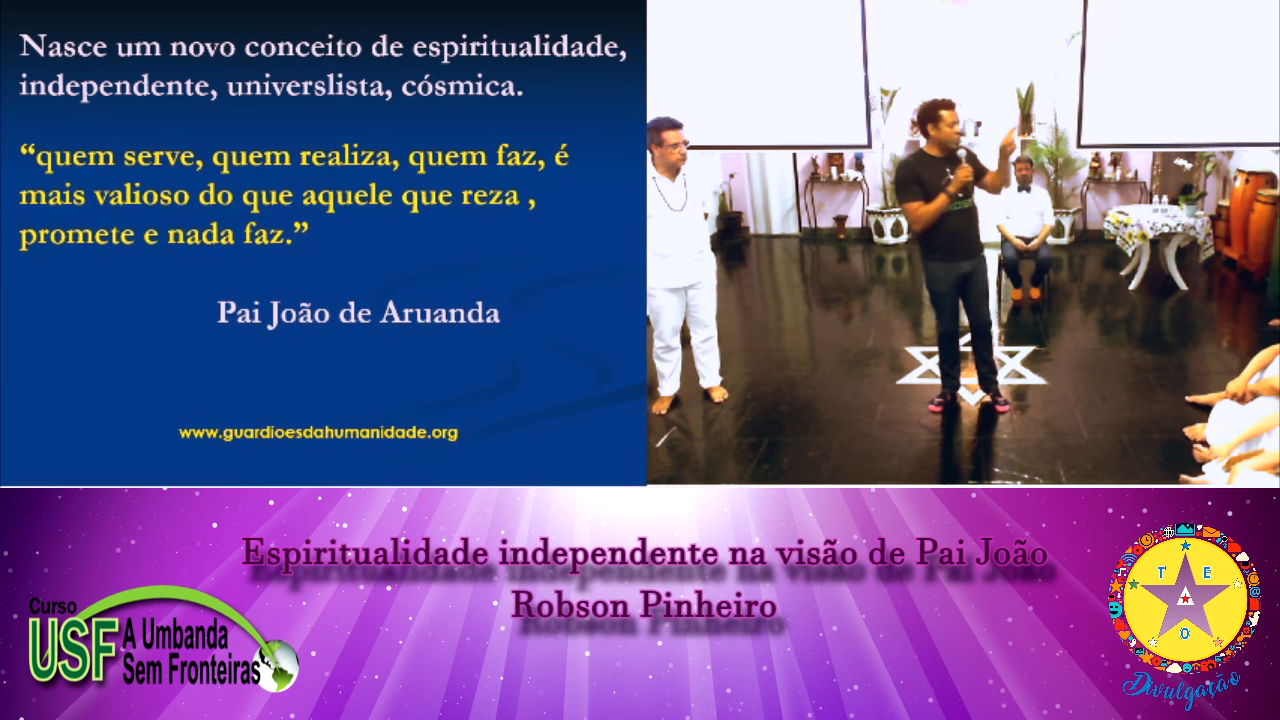 Nasce um novo conceito de espiritualidade,
independente, universlista, cósmica.
“quem serve, quem realiza, quem faz, é
mais valioso do que aquele que reza ,
promete e nada faz.”
Pai João de Aruanda
www.guardioesdahumanidade.org
Espiritualidade independente na visão de Pai João
Robson Pinheiro
Curso
USF A Umbanda
Sem Fronteiras
T E
A
O
Divulgação